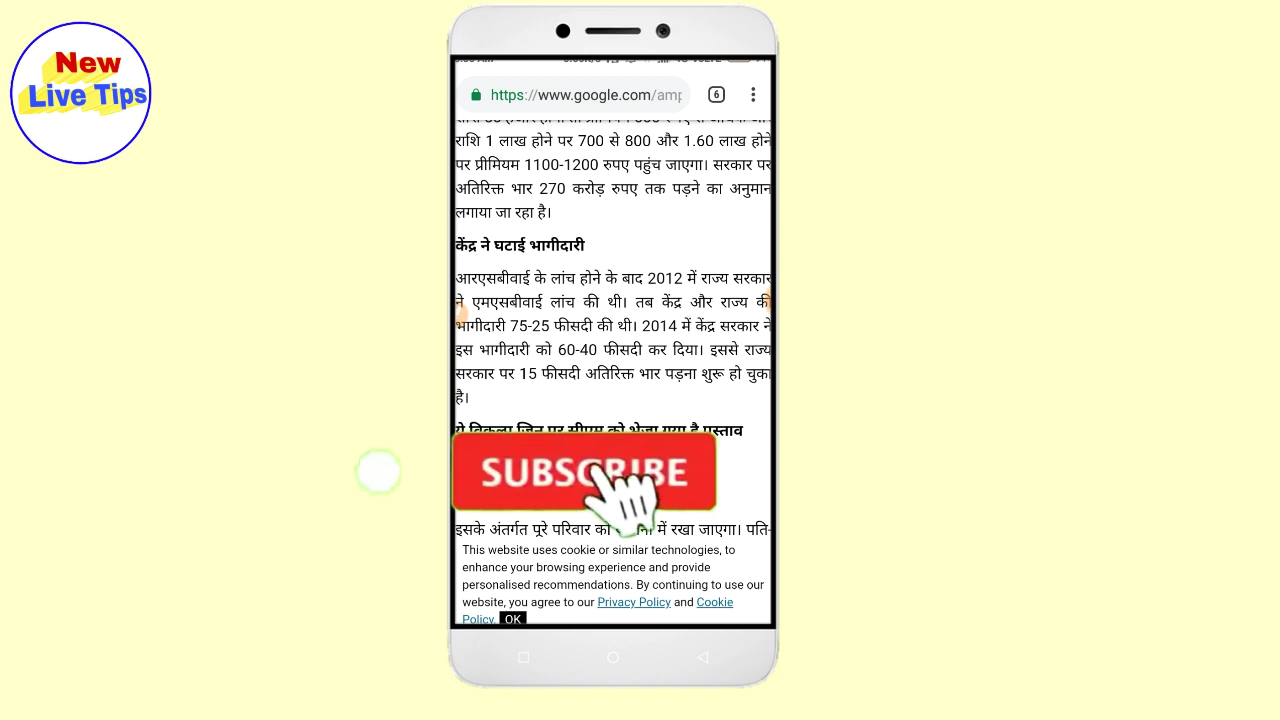 New
Live Tips
https://www.google.com/amp
6
राशि 1 लाख होने पर 700 से 800 और 1.60 लाख होने
पर प्रीमियम 1100-1200 रुपए पहुंच जाएगा। सरकार पर
अतिरिक्त भार 270 करोड़ रुपए तक पड़ने का अनुमान
लगाया जा रहा है।
केंद्र ने घटाई भागीदारी
आरएसबीवाई के लांच होने के बाद 2012 में राज्य सरकार
ने एमएसबीवाई लांच की थी। तब केंद्र और राज्य की
भागीदारी 75-25 फीसदी की थी। 2014 में केंद्र सरकार ने
इस भागीदारी को 60-40 फीसदी कर दिया। इससे राज्य
सरकार पर 15 फीसदी अतिरिक्त भार पड़ना शुरू हो चुका
है।
ये विकल्प जिन पर सीएम को भेजा गया है प्रस्ताव
SUBSCRIBE
इसके अंतर्गत पूरे परिवार को में रखा जाएगा। पति-
This website uses cookie or similar technologies, to
enhance your browsing experience and provide
personalised recommendations. By continuing to use our
website, you agree to our Privacy Policy and Cookie
Policy. OK